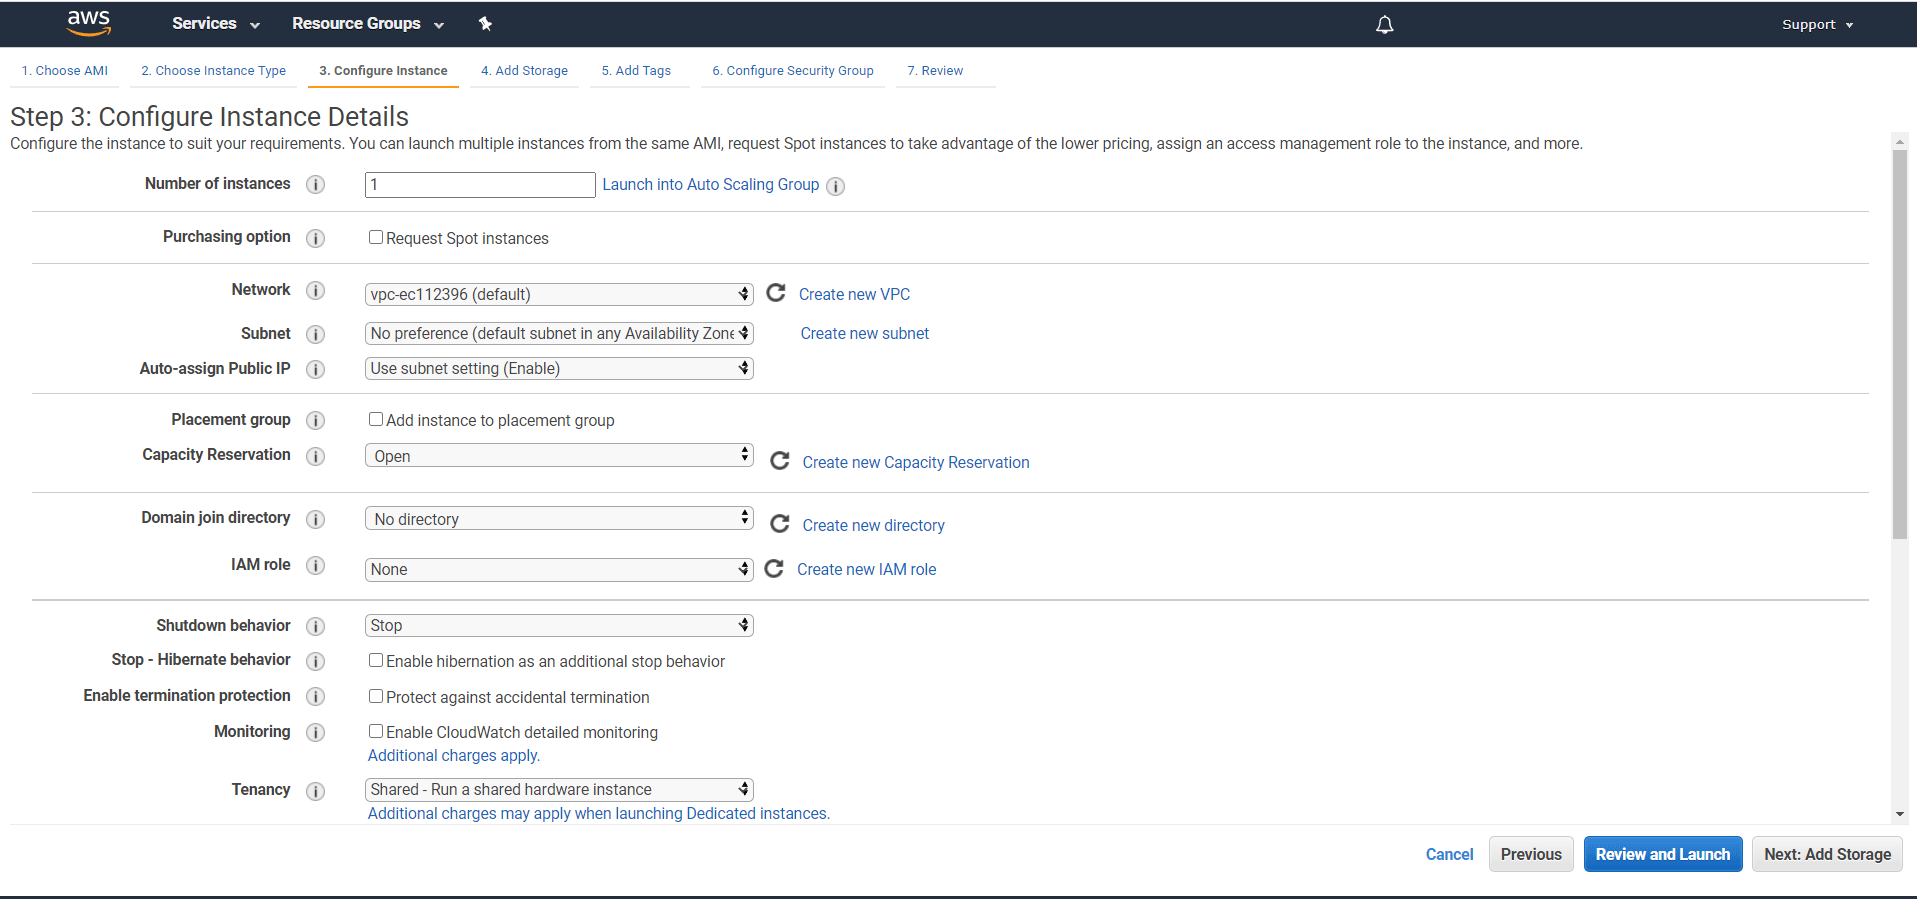 aws Services Resource Groups Support
1. Choose AMI 2. Choose Instance Type 3. Configure Instance 4. Add Storage 5. Add Tags 6. Configure Security Group 7. Review
Step 3: Configure Instance Details
Configure the instance to suit your requirements. You can launch multiple instances from the same AMI, request Spot instances to take advantage of the lower pricing, assign an access management role to the instance, and more.
Number of instances 1 Launch into Auto Scaling Group
Purchasing option Request Spot instances
Network vpc-ec112396 (default) Create new VPC
Subnet No preference (default subnet in any Availability Zone Create new subnet
Auto-assign Public IP Use subnet setting (Enable)
Placement group Add instance to placement group
Capacity Reservation Open Create new Capacity Reservation
Domain join directory No directory Create new directory
IAM role None Create new IAM role
Shutdown behavior Stop
Stop - Hibernate behavior Enable hibernation as an additional stop behavior
Enable termination protection Protect against accidental termination
Monitoring Enable CloudWatch detailed monitoring
Additional charges apply.
Tenancy Shared - Run a shared hardware instance
Additional charges may apply when launching Dedicated instances.
Cancel Previous Review and Launch Next: Add Storage